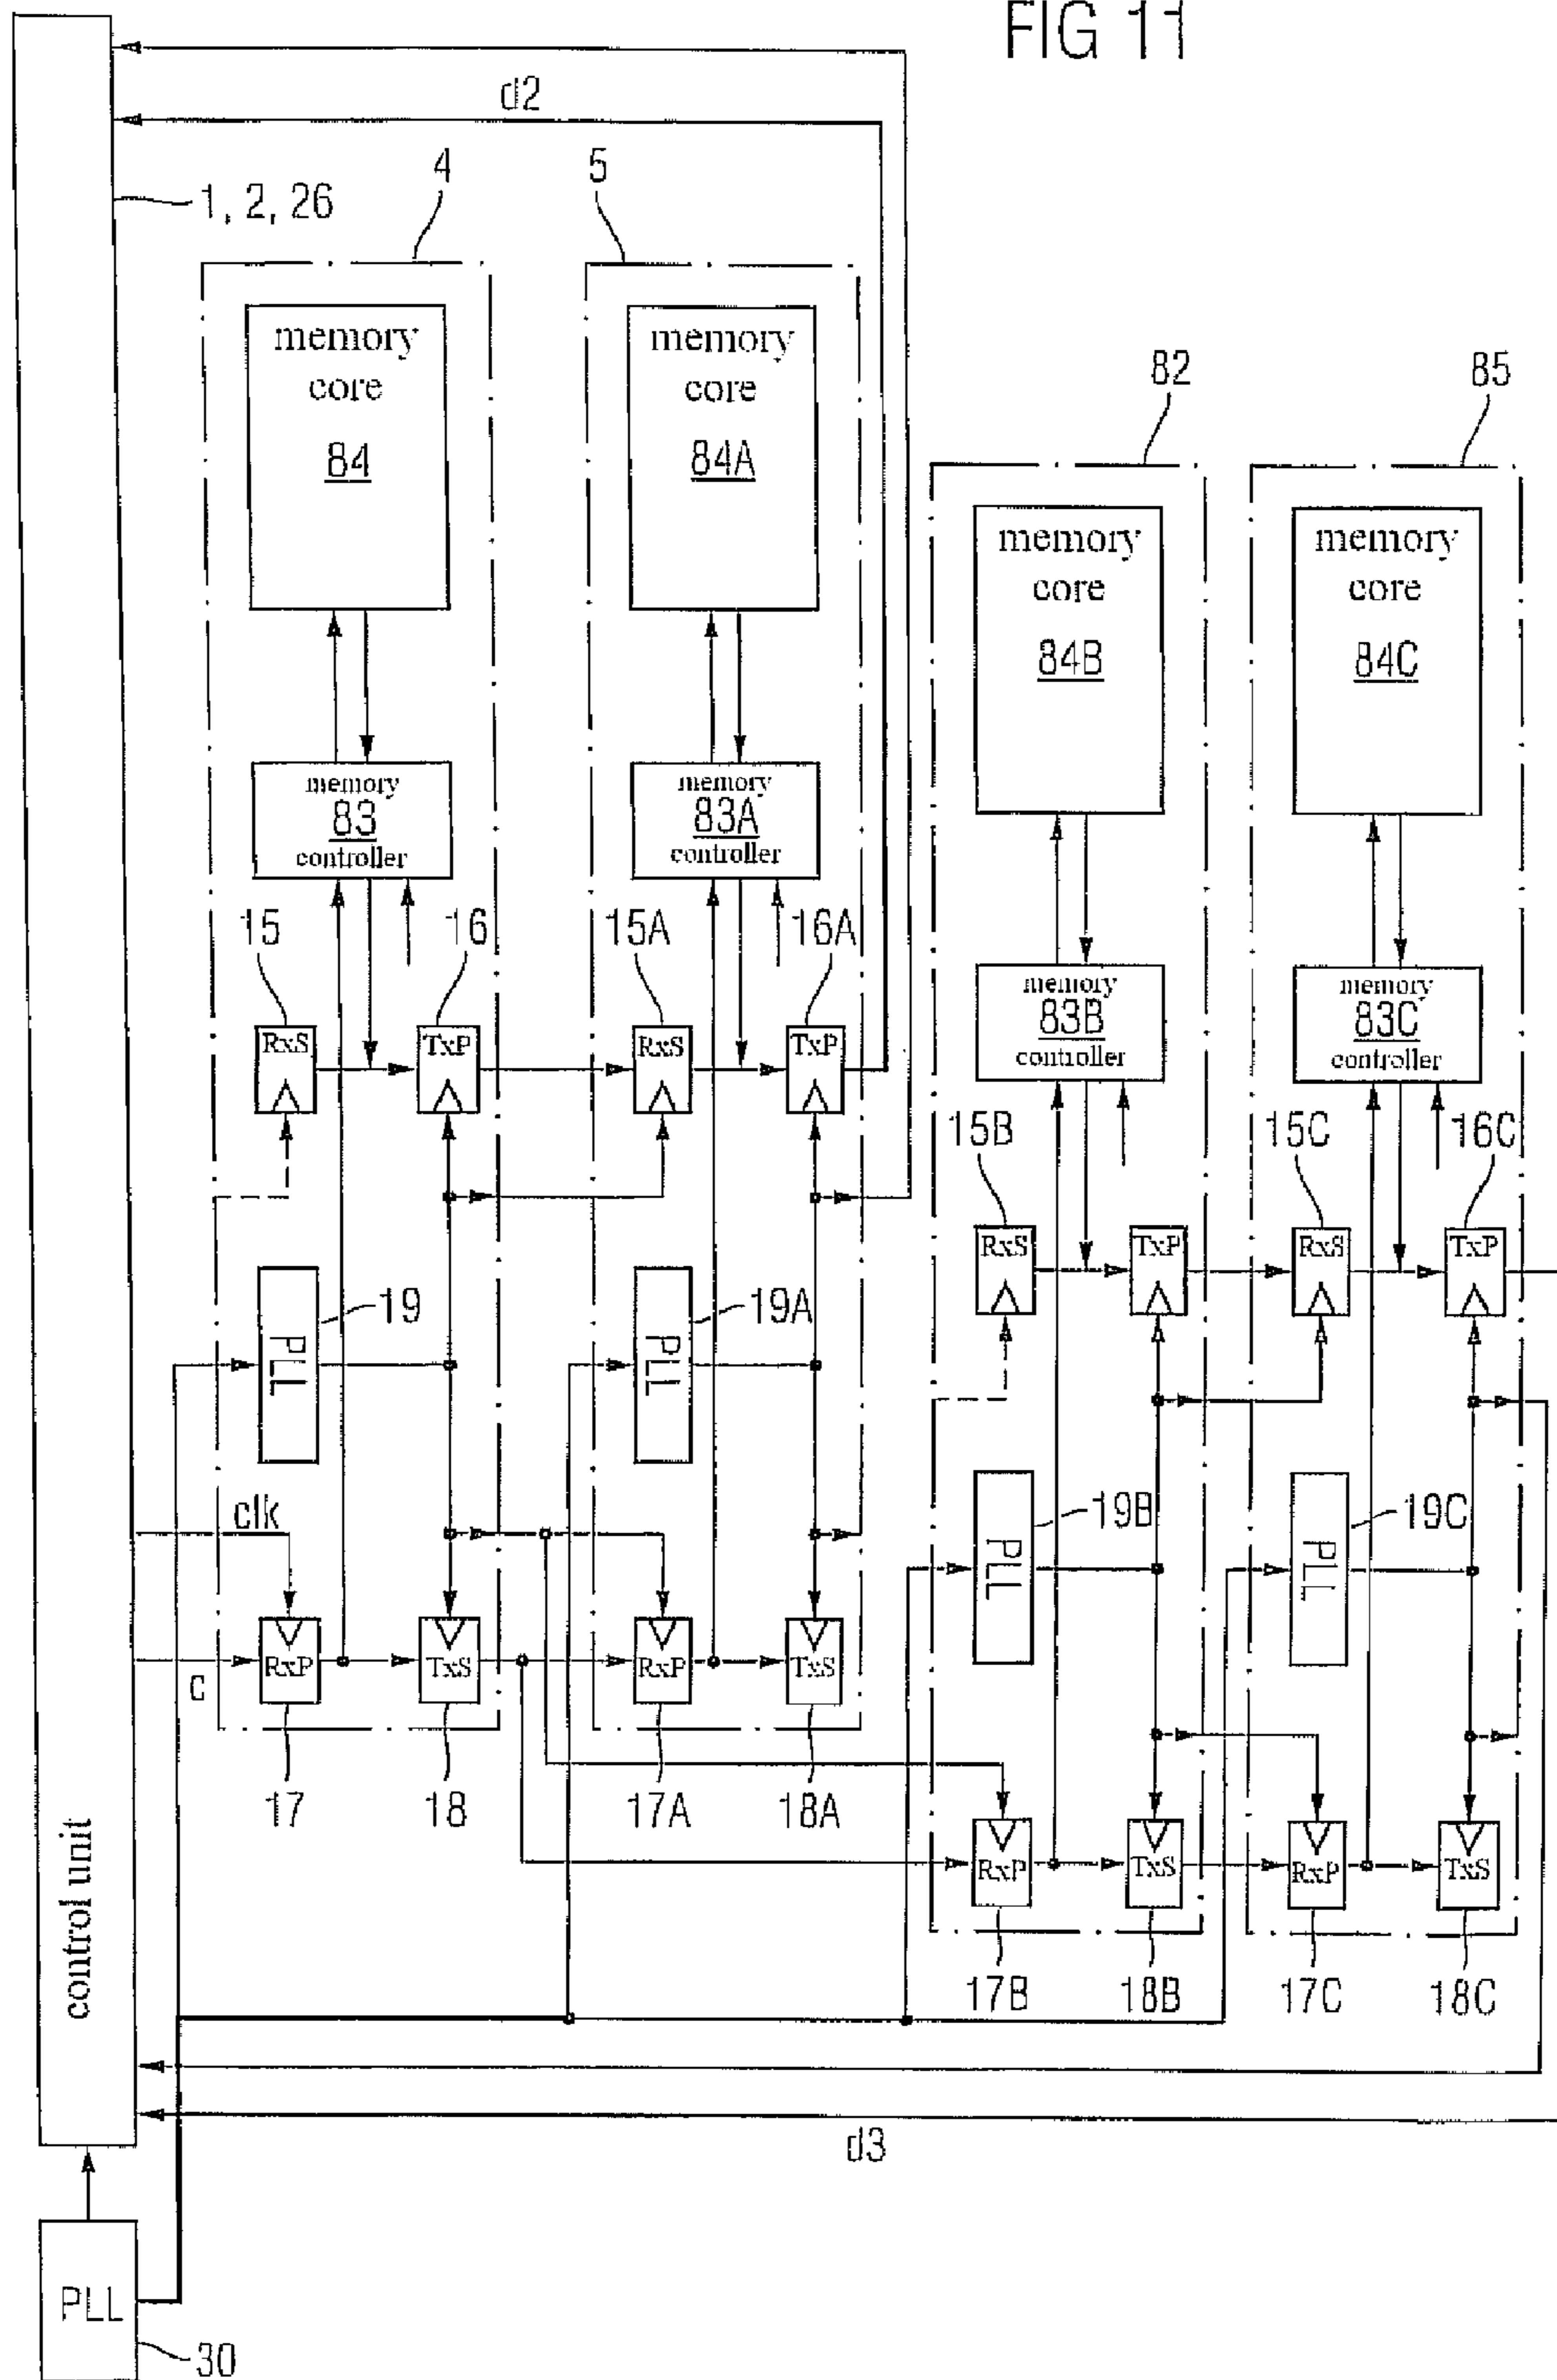 FIG 11
d2
1, 2, 26
4
5
82
85
memory
core
84
memory
core
84A
memory
core
84B
memory
core
84C
memory
83
controller
memory
83A
controller
memory
83B
controller
memory
83C
controller
15
16
15A
16A
RxS
TxP
RxS
TxP
15B
15C
16C
RxS
TxP
RxS
TxP
19
PLL
19A
PLL
19B
PLL
19C
PLL
clk
c
RxP
TxS
RxP
TxS
17
18
17A
18A
RxP
TxS
RxP
TxS
17B
18B
17C
18C
control unit
d3
PLL
30